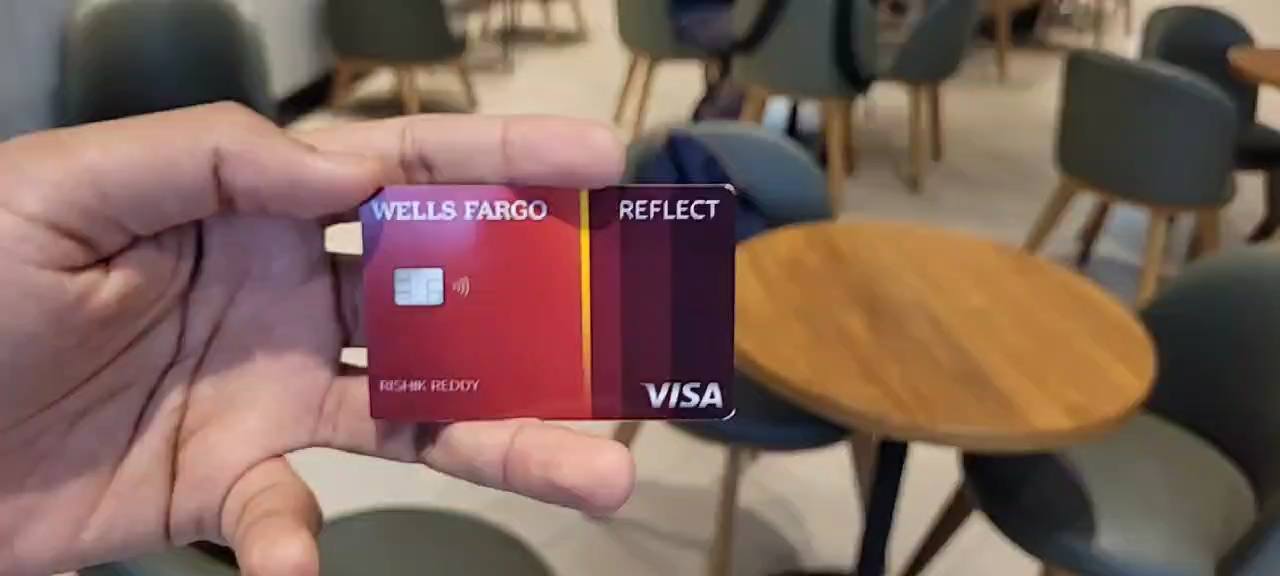 WELLS FARGO
REFLECT
RISHIK REDDY
VISA